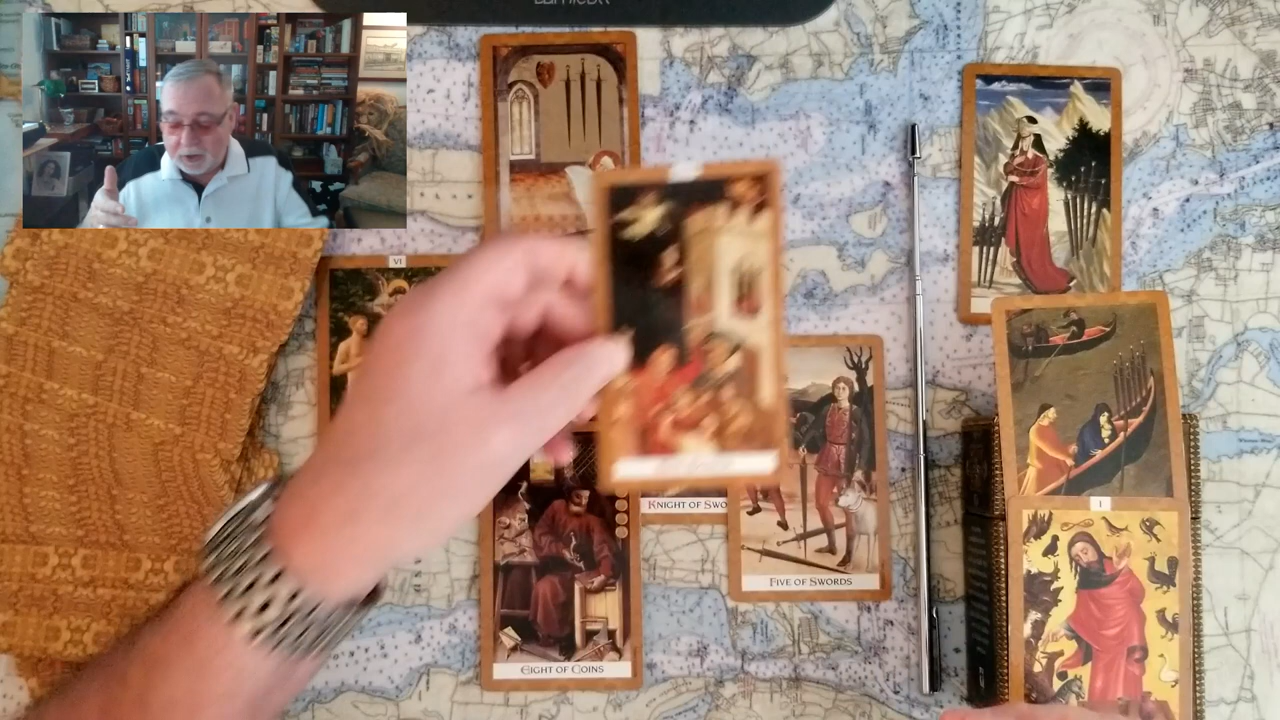 VI
KNIGHT OF SWO
FIVE OF SWORDS
EIGHT OF COINS
I